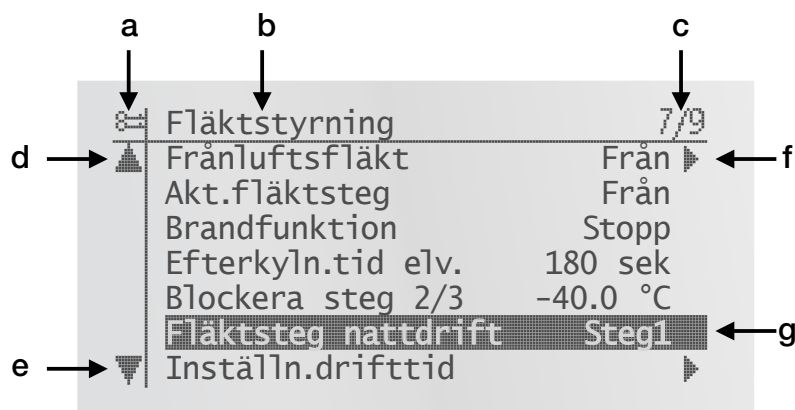 a b c
Fläktstyrning 7/9
d Frånluftsfläkt Från f
Akt.fläktsteg Från
Brandfunktion Stopp
Efterkyln.tid elv. 180 sek
Blockera steg 2/3 -40.0 °C
Fläktsteg nattdrift Steg1 g
e Inställn.drifttid